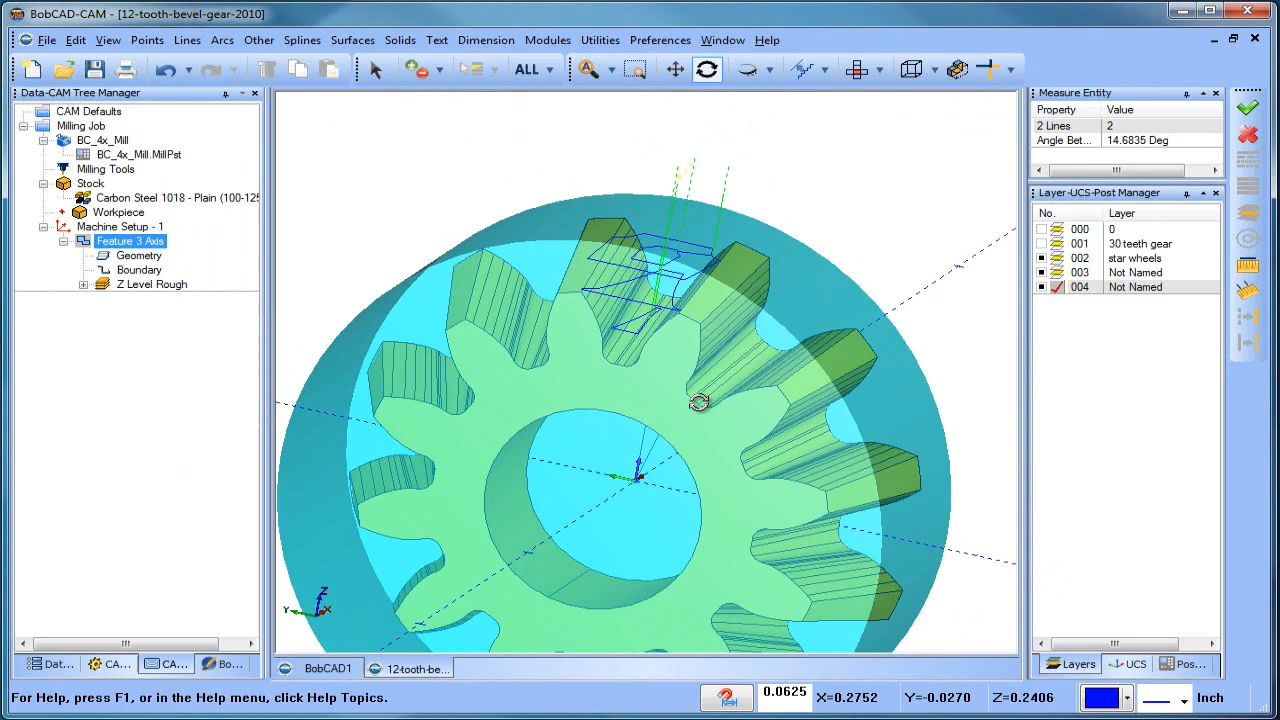 BobCAD-CAM - [12-tooth-bevel-gear-2010]
File Edit View Points Lines Arcs Other Splines Surfaces Solids Text Dimension Modules Utilities Preferences Window Help
ALL
Data-CAM Tree Manager
CAM Defaults
Milling Job
BC_4x_Mill
BC_4x_Mill.MillPst
Milling Tools
Stock
Carbon Steel 1018 - Plain (100-125
Workpiece
Machine Setup - 1
Feature 3 Axis
Geometry
Boundary
Z Level Rough
Z
Y X
Measure Entity
Property Value
2 Lines 2
Angle Bet... 14.6835 Deg
Layer-UCS-Post Manager
No. Layer
000 0
001 30 teeth gear
002 star wheels
003 Not Named
004 Not Named
Dat... CA... CA... Bo...
BobCAD1 12-tooth-be...
Layers UCS Pos...
For Help, press F1, or in the Help menu, click Help Topics. 0.0625 X=0.2752 Y=-0.0270 Z=0.2406 Inch